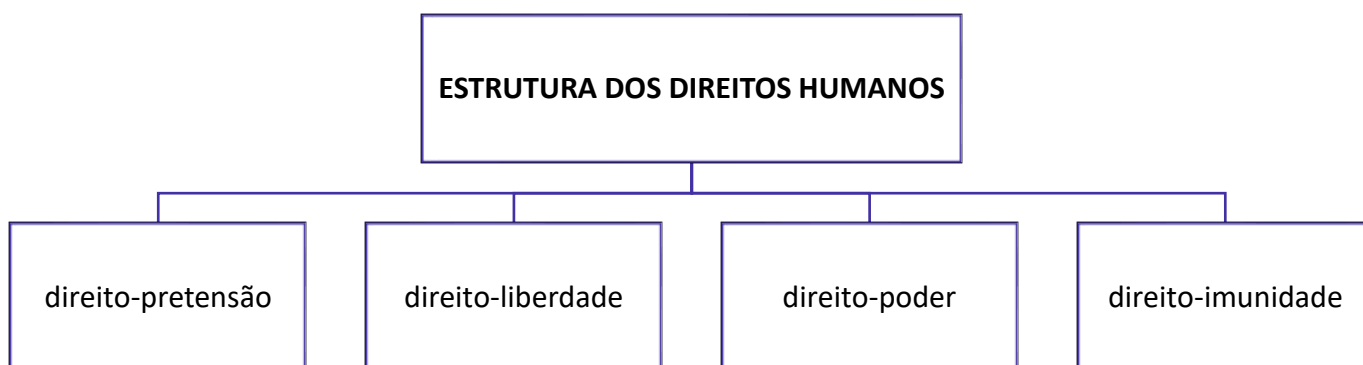 ESTRUTURA DOS DIREITOS HUMANOS
direito-pretensão
direito-liberdade
direito-poder
direito-imunidade